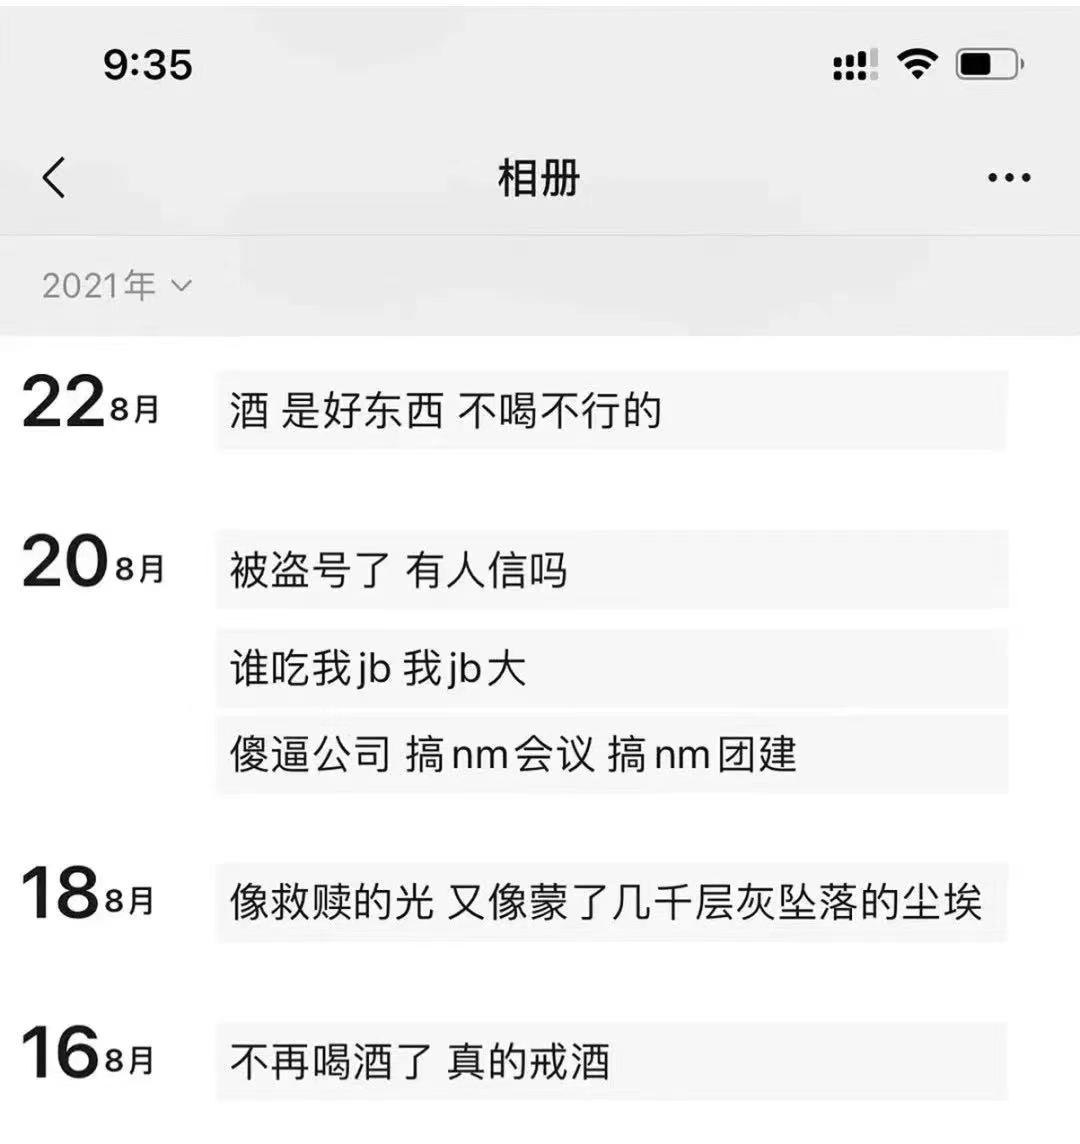 9:35
相册
2021年
22 8月
酒 是好东西 不喝不行的
20 8月
被盗号了 有人信吗
谁吃我jb 我jb大
傻逼公司 搞nm会议 搞nm团建
18 8月
像救赎的光 又像蒙了几千层灰坠落的尘埃
16 8月
不再喝酒了 真的戒酒